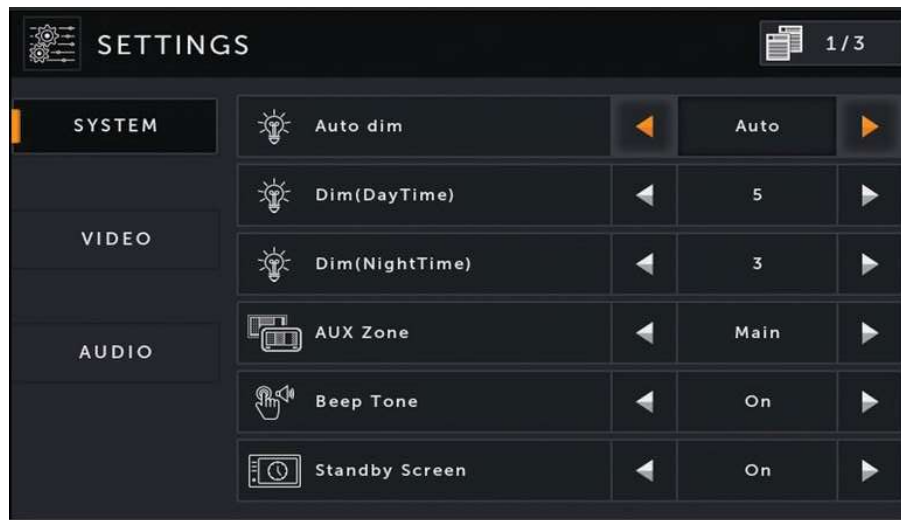 SETTINGS
1/3
SYSTEM
VIDEO
AUDIO
Auto dim Auto
Dim(DayTime) 5
Dim(NightTime) 3
AUX Zone Main
Beep Tone On
Standby Screen On